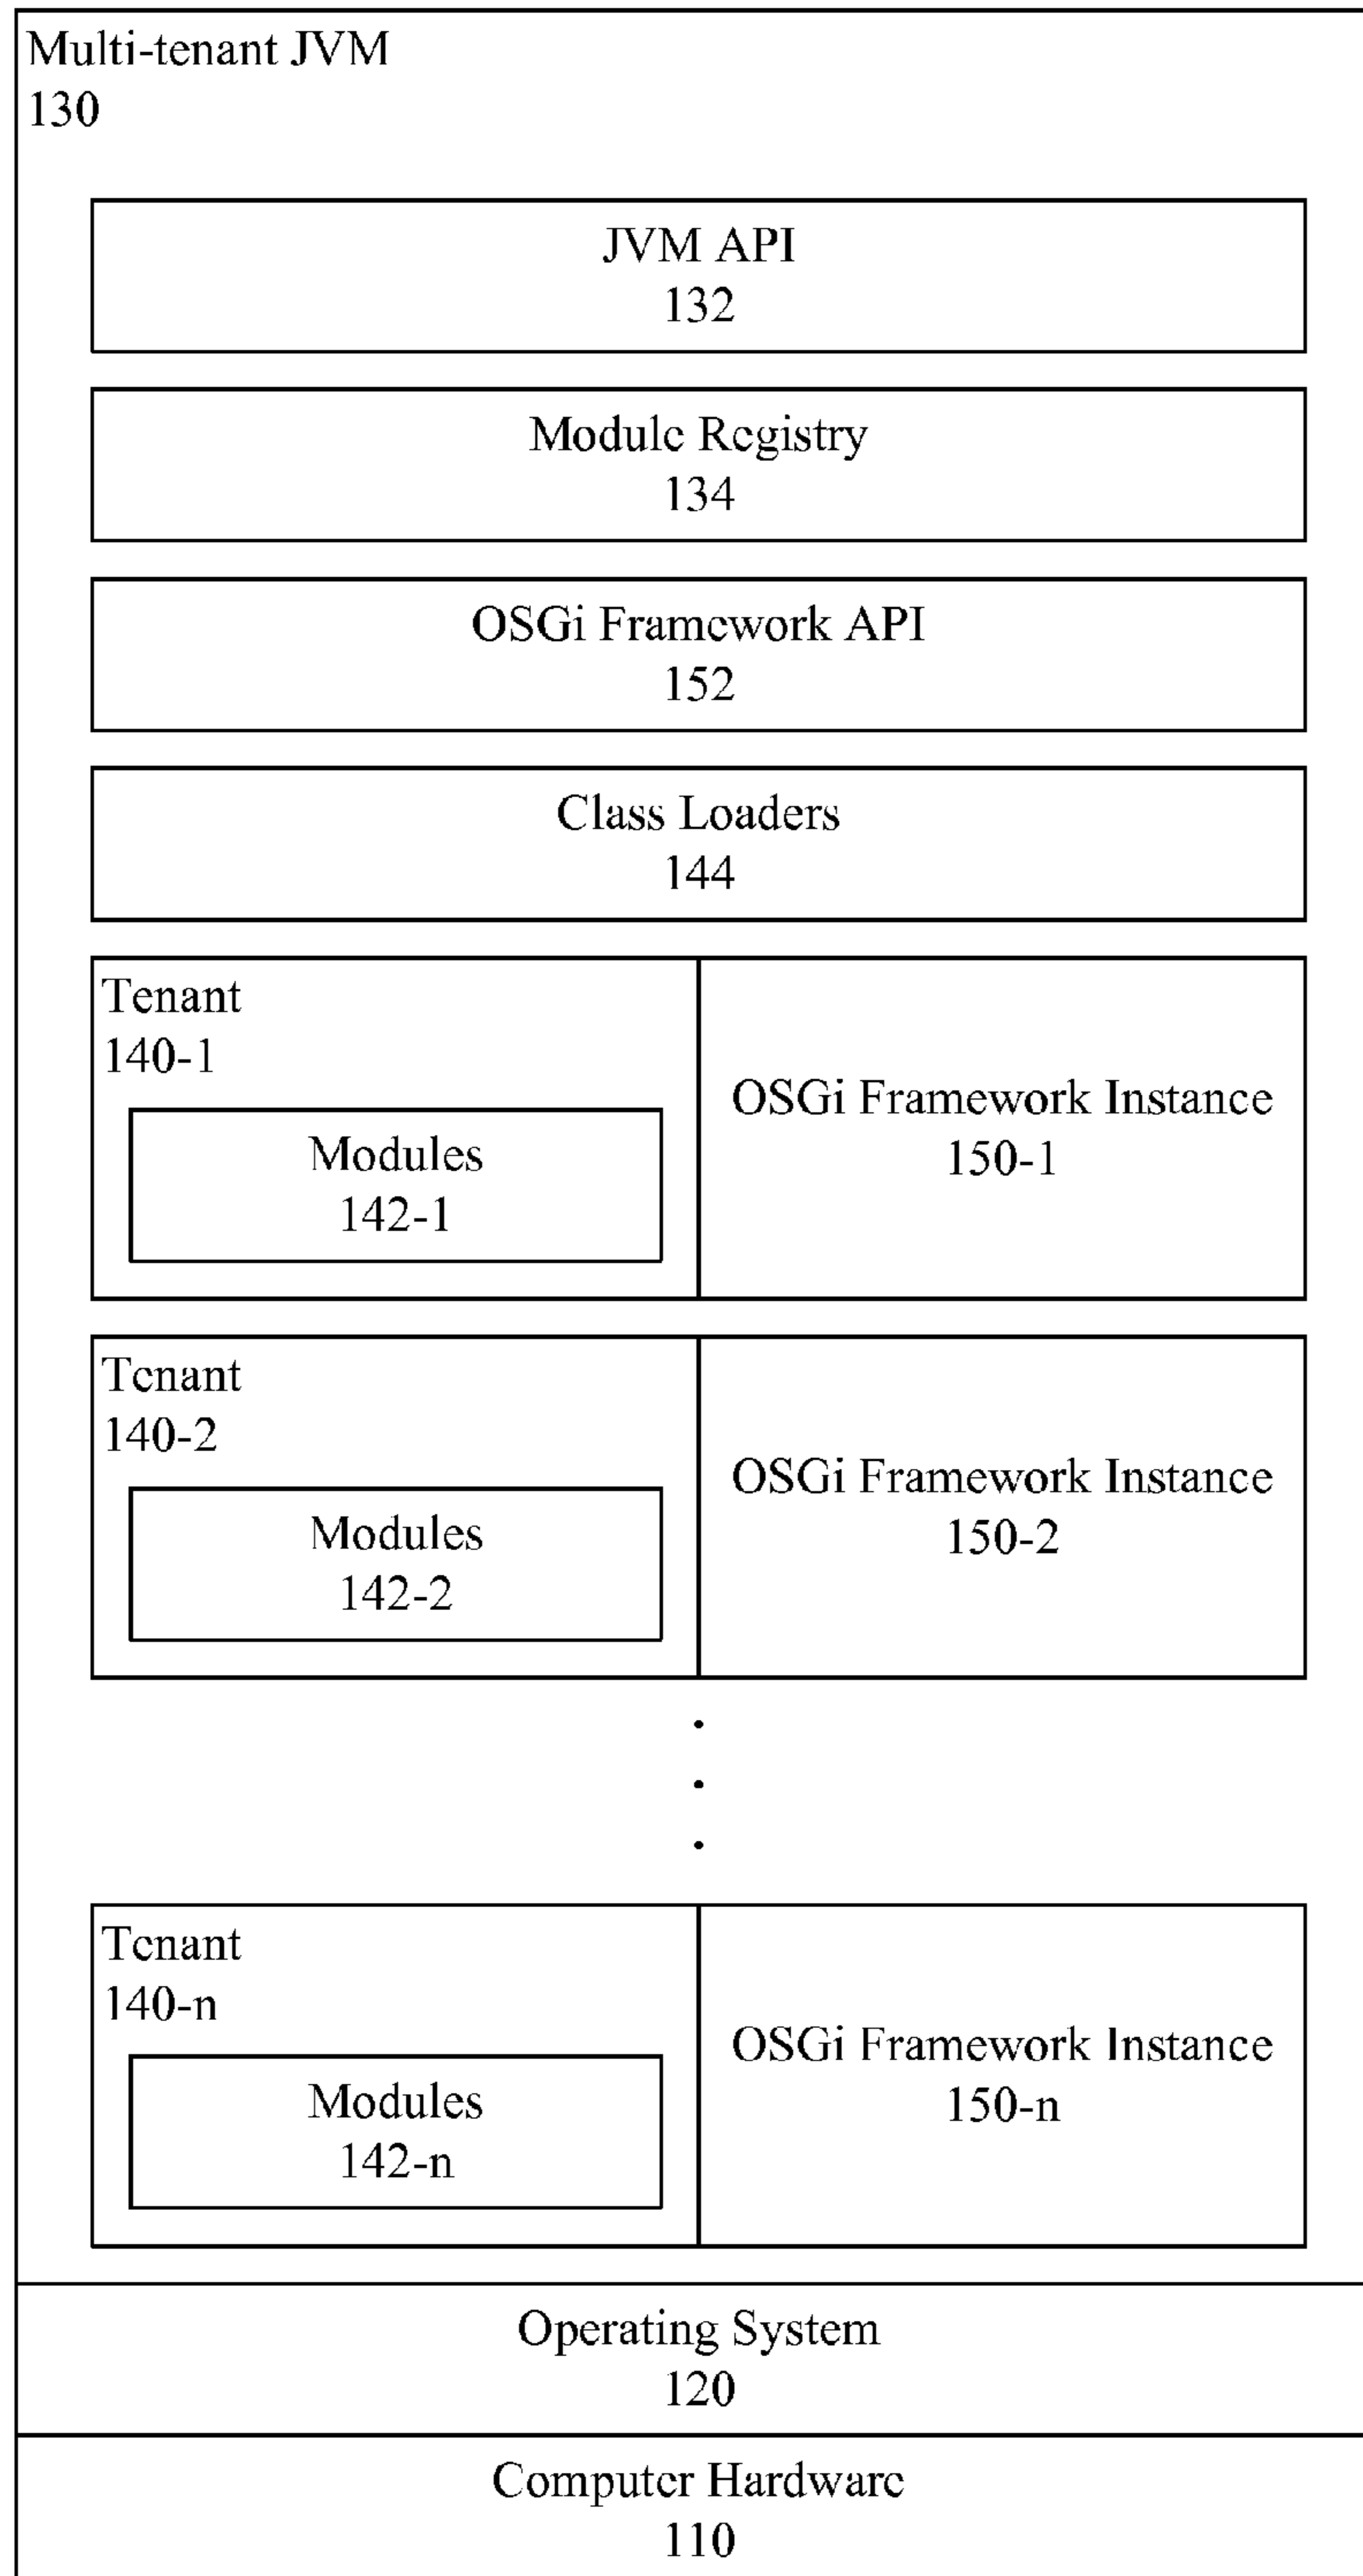 Multi-tenant JVM
130
JVM API
132
Module Registry
134
OSGi Framework API
152
Class Loaders
144
Tenant
140-1
Modules
142-1
OSGi Framework Instance
150-1
Tenant
140-2
Modules
142-2
OSGi Framework Instance
150-2
Tenant
140-n
Modules
142-n
OSGi Framework Instance
150-n
Operating System
120
Computer Hardware
110